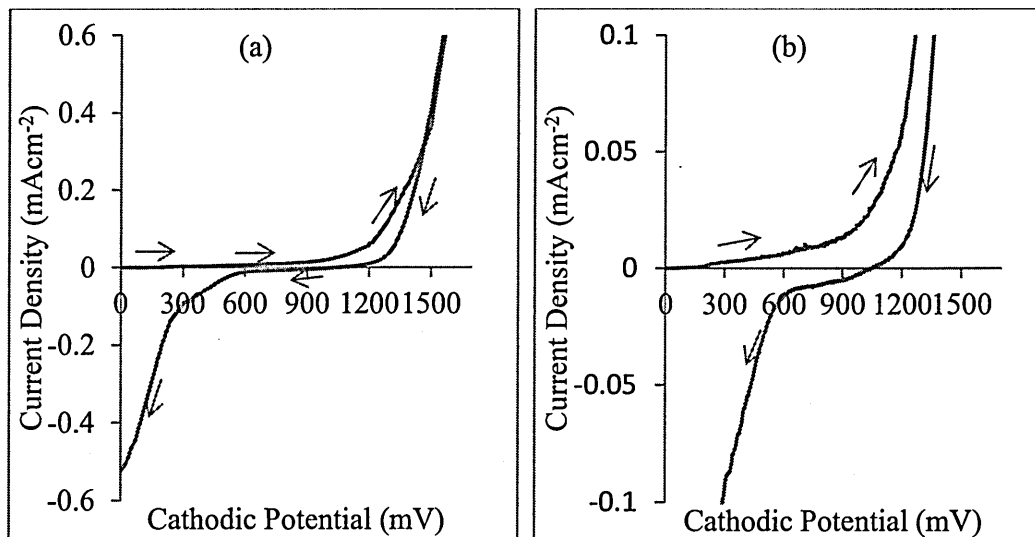 (a)
0.6
0.4
0.2
0
-0.2
-0.4
-0.6
0 300 600 900 1200 1500
Current Density (mAcm-2)
Cathodic Potential (mV)
(b)
0.1
0.05
0
-0.05
-0.1
0 300 600 900 1200 1500
Current Density (mAcm-2)
Cathodic Potential (mV)